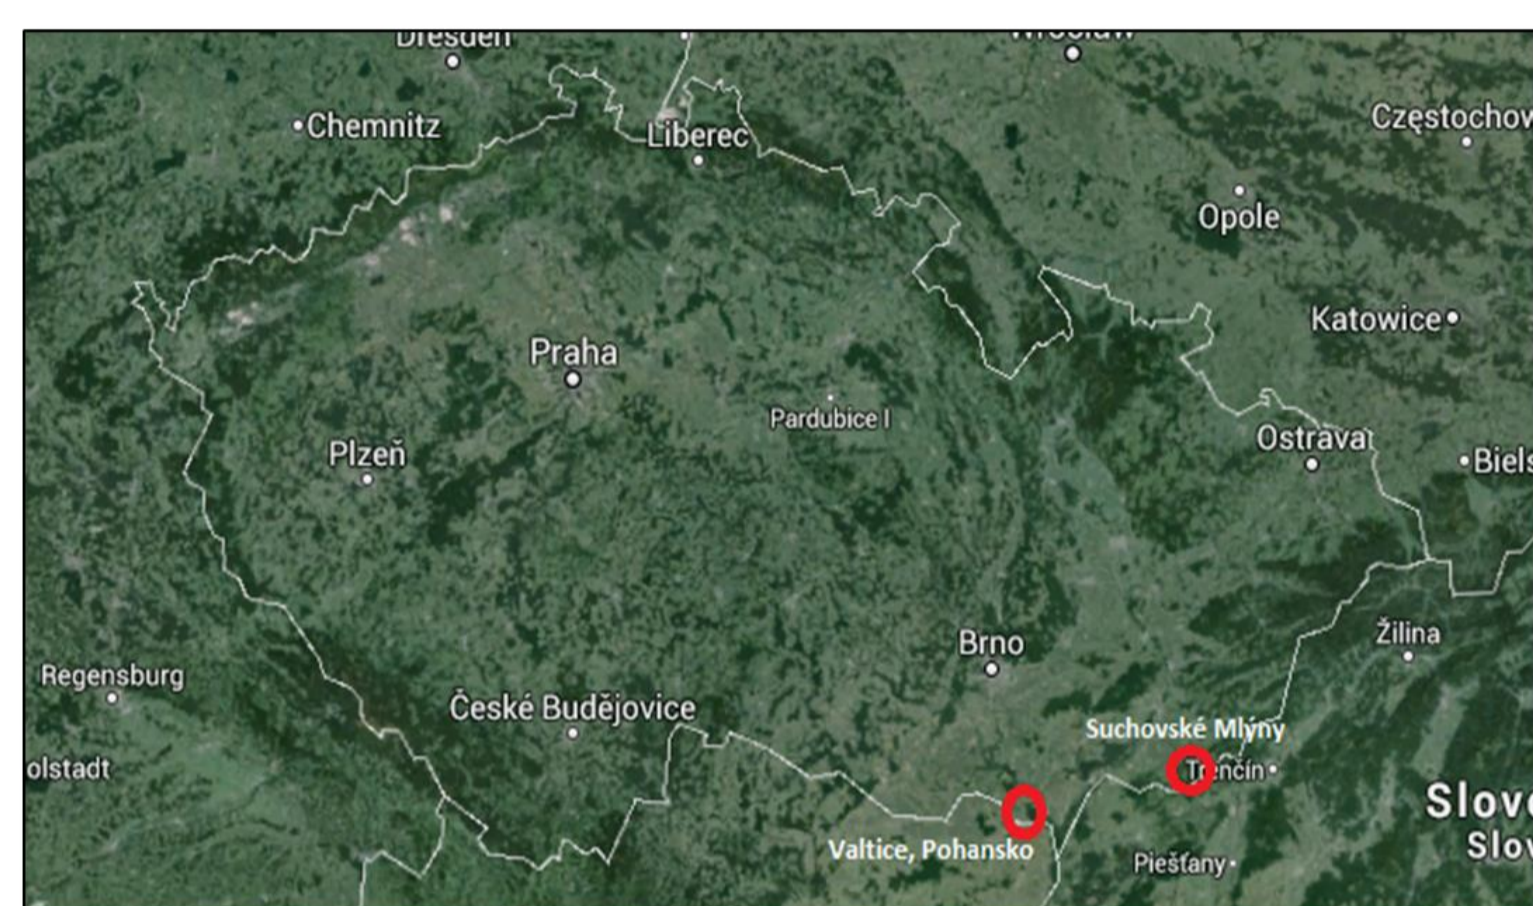 Dresden
Wrocław
Chemnitz
Liberec
Częstochow
Opole
Katowice
Praha
Pardubice I
Plzeň
Ostrava
Biels
Brno
Žilina
Regensburg
České Budějovice
Suchovské Mlýny
olstadt
Trenčín
Slov
Slov
Valtice, Pohansko
Piešťany